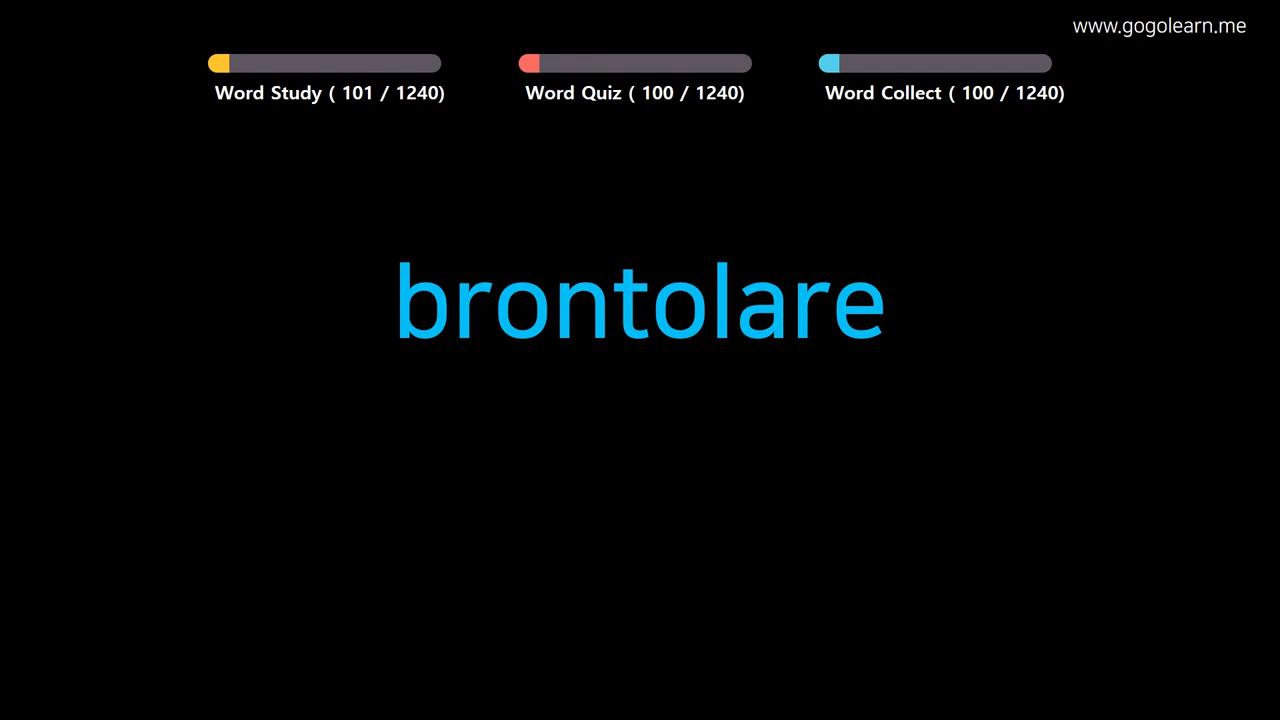 www.gogolearn.me
Word Study ( 101 / 1240)
Word Quiz ( 100 / 1240)
Word Collect ( 100 / 1240)
brontolare